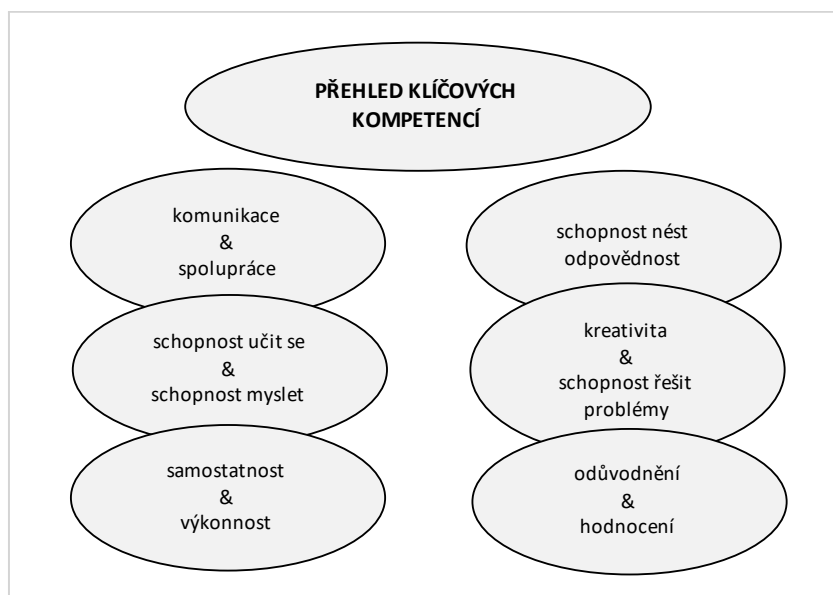 PŘEHLED KLÍČOVÝCH
KOMPETENCÍ
komunikace
&
spolupráce
schopnost učit se
&
schopnost myslet
samostatnost
&
výkonnost
schopnost nést
odpovědnost
kreativita
&
schopnost řešit
problémy
odůvodnění
&
hodnocení